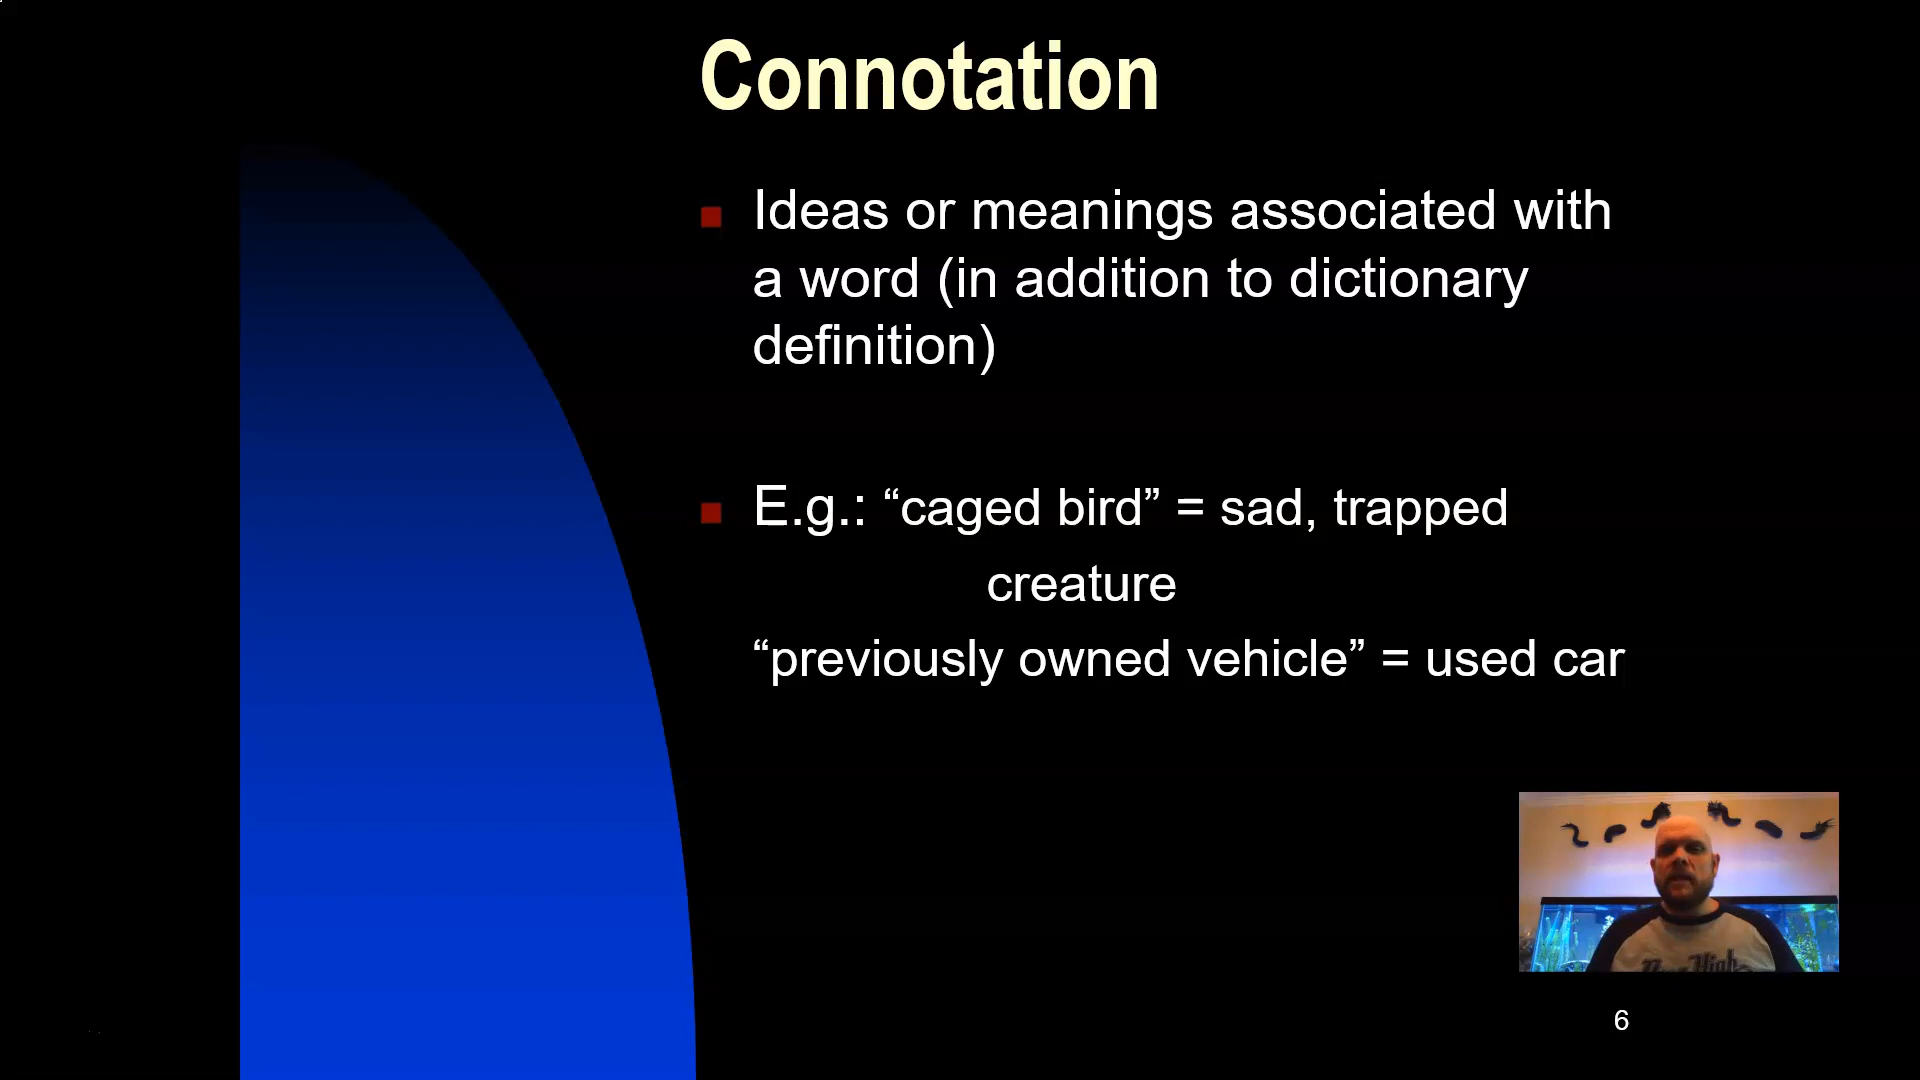 Connotation
Ideas or meanings associated with
a word (in addition to dictionary
definition)
E.g.: “caged bird” = sad, trapped
creature
“previously owned vehicle” = used car
High
6